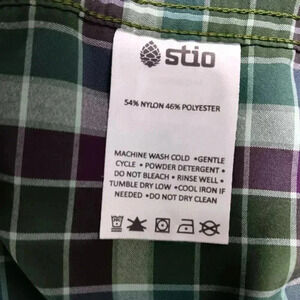 stio
54% NYLON 46% POLYESTER
MACHINE WASH COLD • GENTLE
CYCLE • POWDER DETERGENT •
DO NOT BLEACH • RINSE WELL •
TUMBLE DRY LOW • COOL IRON IF
NEEDED • DO NOT DRY CLEAN